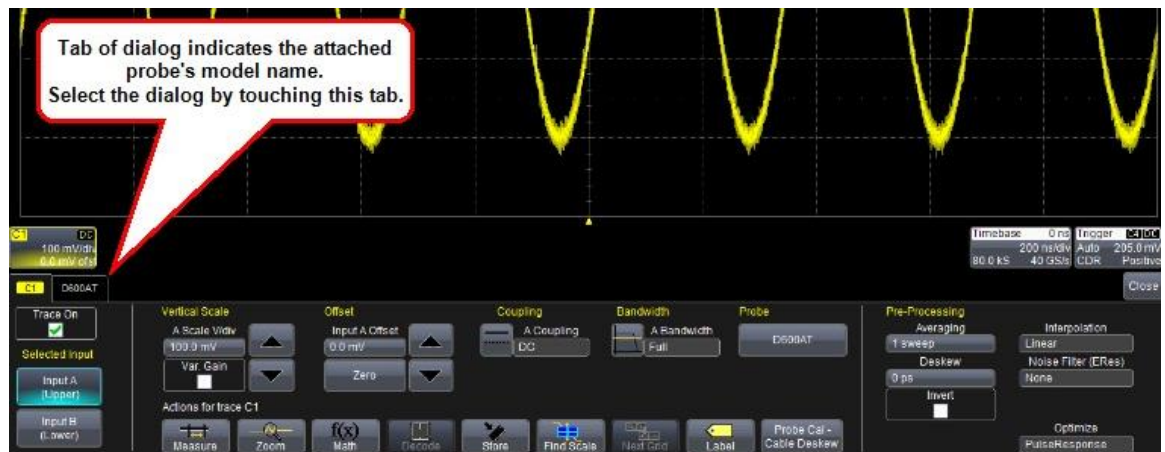 Tab of dialog indicates the attached
probe's model name.
Select the dialog by touching this tab.
C1 DC
100 mV/div
0.0 mV ofst
Timebase 0 ns
200 ns/div
80.0 kS 40 GS/s
Trigger C4 DC
Auto 205.0 mV
CDR Positive
C1 D600AT
Close
Trace On
Selected Input
Input A
(Upper)
Input B
(Lower)
Vertical Scale
A Scale V/div
100.0 mV
Var. Gain
Offset
Input A Offset
0.0 mV
Zero
Coupling
A Coupling
DC
Bandwidth
A Bandwidth
Full
Probe
D600AT
Pre-Processing
Averaging
1 sweep
Deskew
0 ps
Invert
Interpolation
Linear
Noise Filter (ERes)
None
Optimize
PulseResponse
Actions for trace C1
Measure
Zoom
f(x)
Math
Decode
Store
Find Scale
Next Grid
Label
Probe Cal -
Cable Deskew